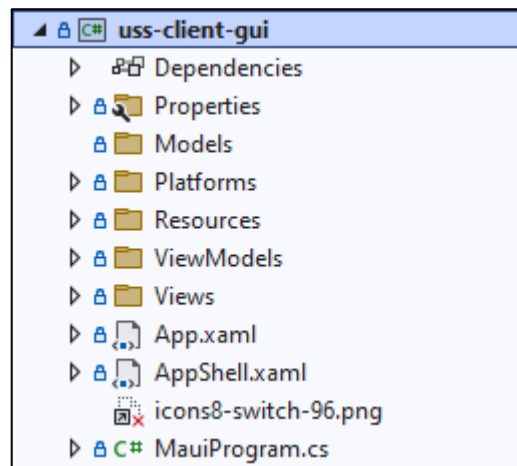 C# uss-client-gui
Dependencies
Properties
Models
Platforms
Resources
ViewModels
Views
App.xaml
AppShell.xaml
icons8-switch-96.png
C# MauiProgram.cs